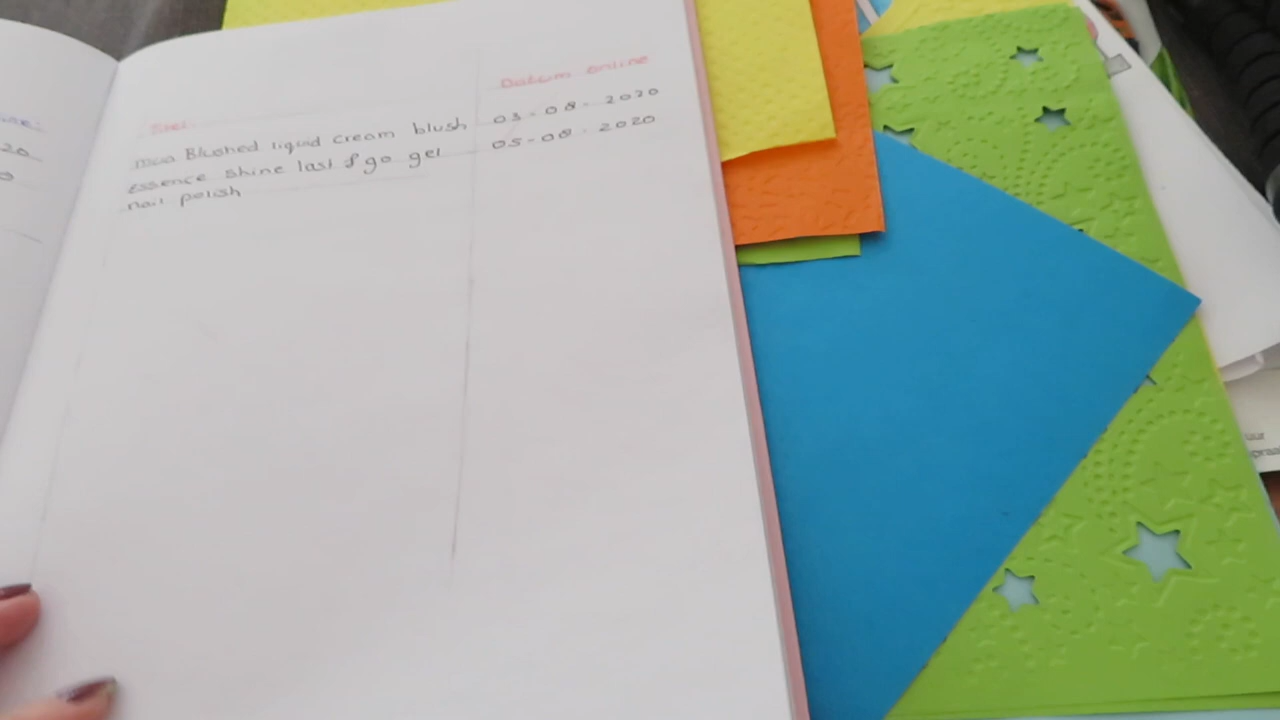 Datum online
mua Blushed liquid cream blush 03-08-2020
essence shine last & go gel 05-08-2020
nail polish
20